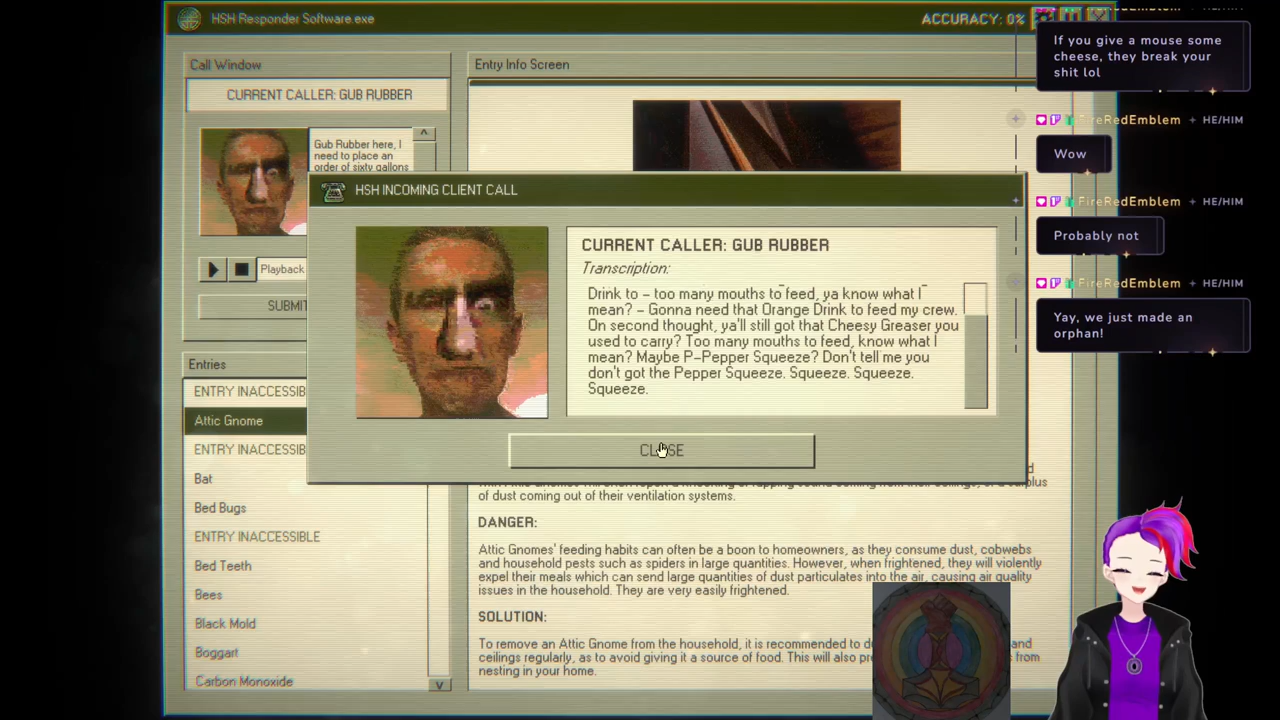 HSH Responder Software.exe
ACCURACY: 0%
Call Window
CURRENT CALLER: GUB RUBBER
Gub Rubber here, I
need to place an
order of sixty gallons
Playback
SUBMIT
Entries
ENTRY INACCESSIB
Attic Gnome
ENTRY INACCESSIB
Bat
Bed Bugs
ENTRY INACCESSIBLE
Bed Teeth
Bees
Black Mold
Boggart
Carbon Monoxide
Entry Info Screen
HSH INCOMING CLIENT CALL
CURRENT CALLER: GUB RUBBER
Transcription:
Drink to – too many mouths to feed, ya know what I
mean? – Gonna need that Orange Drink to feed my crew.
On second thought, ya'll still got that Cheesy Greaser you
used to carry? Too many mouths to feed, know what I
mean? Maybe P-Pepper Squeeze? Don't tell me you
don't got the Pepper Squeeze. Squeeze. Squeeze.
Squeeze.
CLOSE
of dust coming out of their ventilation systems.
DANGER:
Attic Gnomes' feeding habits can often be a boon to homeowners, as they consume dust, cobwebs
and household pests such as spiders in large quantities. However, when frightened, they will violently
expel their meals which can send large quantities of dust particulates into the air, causing air quality
issues in the household. They are very easily frightened.
SOLUTION:
To remove an Attic Gnome from the household, it is recommended to and
ceilings regularly, as to avoid giving it a source of food. This will also from
nesting in your home.
If you give a mouse some
cheese, they break your
shit lol
FireRedEmblem HE/HIM
Wow
FireRedEmblem HE/HIM
Probably not
FireRedEmblem HE/HIM
Yay, we just made an
orphan!